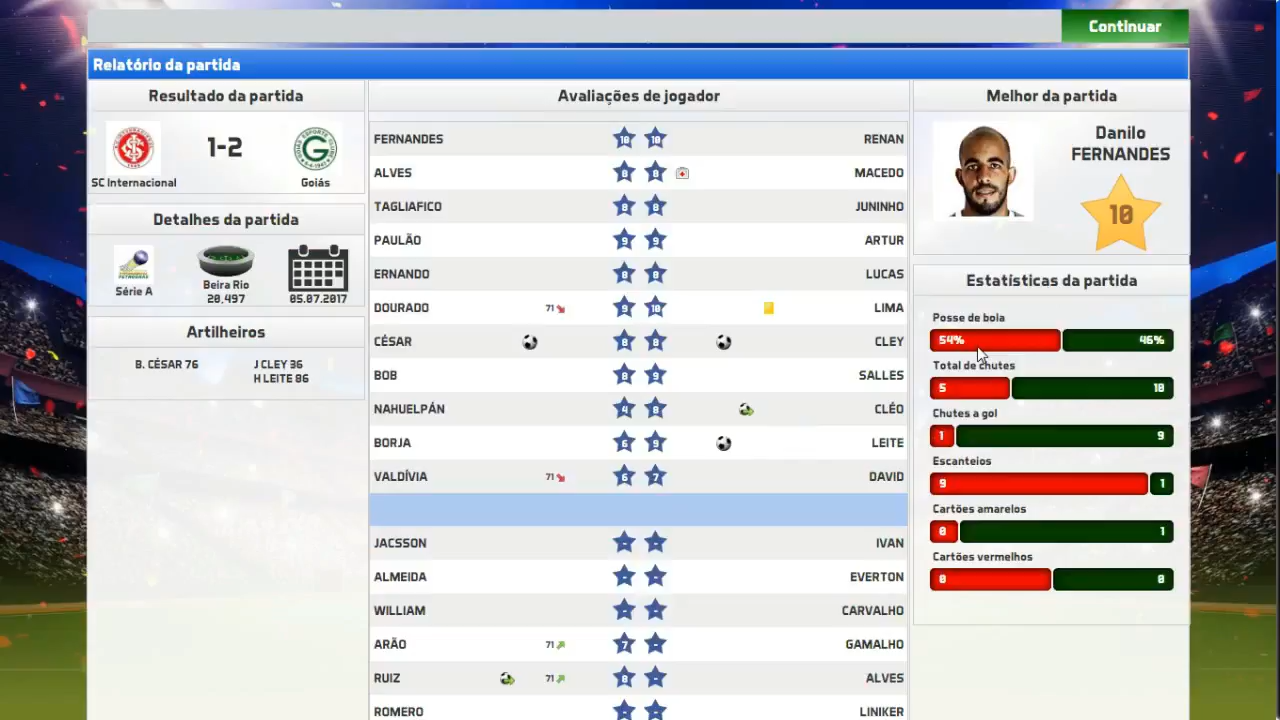 Continuar
Relatório da partida
Resultado da partida
1-2
SC Internacional
Goiás
Detalhes da partida
Série A
Beira Rio
20,497
05.07.2017
Artilheiros
B. CÉSAR 76
J CLEY 36
H LEITE 86
Avaliações de jogador
FERNANDES 10 10 RENAN
ALVES 8 8 MACEDO
TAGLIAFICO 8 8 JUNINHO
PAULÃO 9 9 ARTUR
ERNANDO 8 8 LUCAS
DOURADO 71 9 10 LIMA
CÉSAR 8 8 CLEY
BOB 8 9 SALLES
NAHUELPÁN 4 8 CLÉO
BORJA 6 9 LEITE
VALDÍVIA 71 6 7 DAVID
JACSSON - - IVAN
ALMEIDA - - EVERTON
WILLIAM - - CARVALHO
ARÃO 71 7 - GAMALHO
RUIZ 71 8 - ALVES
ROMERO - - LINIKER
Melhor da partida
Danilo
FERNANDES
10
Estatísticas da partida
Posse de bola
54% 46%
Total de chutes
5 10
Chutes a gol
1 9
Escanteios
9 1
Cartões amarelos
0 1
Cartões vermelhos
0 0